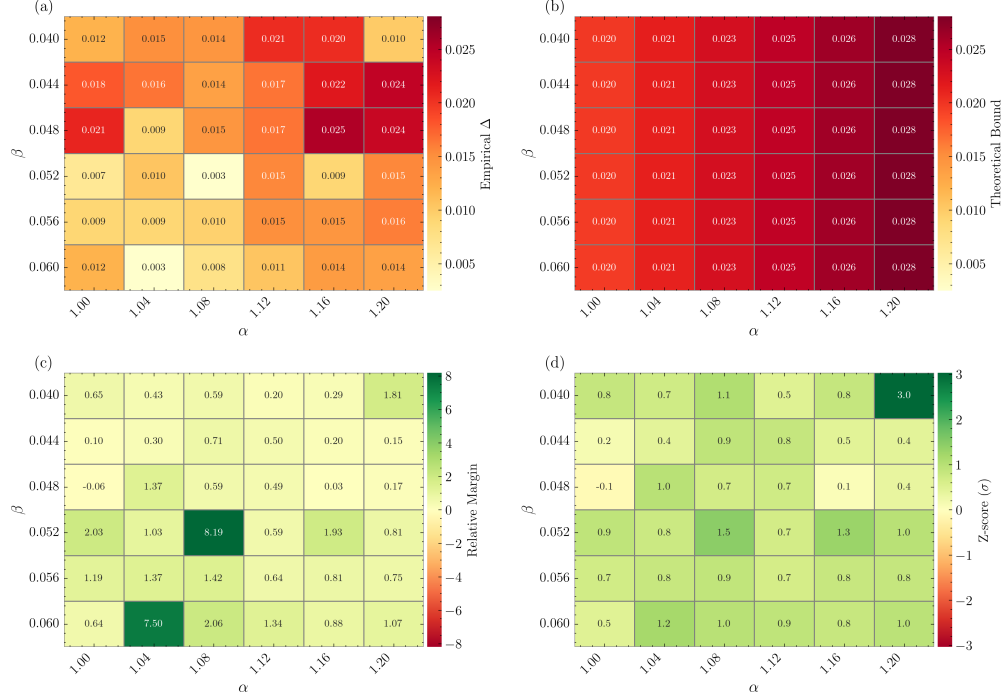 (a)
0.040 0.012 0.015 0.014 0.021 0.020 0.010
0.044 0.018 0.016 0.014 0.017 0.022 0.024
0.048 0.021 0.009 0.015 0.017 0.025 0.024
0.052 0.007 0.010 0.003 0.015 0.009 0.015
0.056 0.009 0.009 0.010 0.015 0.015 0.016
0.060 0.012 0.003 0.008 0.011 0.014 0.014
1.00 1.04 1.08 1.12 1.16 1.20
α
β
0.025
0.020
0.015
0.010
0.005
Empirical Δ
(b)
0.040 0.020 0.021 0.023 0.025 0.026 0.028
0.044 0.020 0.021 0.023 0.025 0.026 0.028
0.048 0.020 0.021 0.023 0.025 0.026 0.028
0.052 0.020 0.021 0.023 0.025 0.026 0.028
0.056 0.020 0.021 0.023 0.025 0.026 0.028
0.060 0.020 0.021 0.023 0.025 0.026 0.028
1.00 1.04 1.08 1.12 1.16 1.20
α
β
0.025
0.020
0.015
0.010
0.005
Theoretical Bound
(c)
0.040 0.65 0.43 0.59 0.20 0.29 1.81
0.044 0.10 0.30 0.71 0.50 0.20 0.15
0.048 -0.06 1.37 0.59 0.49 0.03 0.17
0.052 2.03 1.03 8.19 0.59 1.93 0.81
0.056 1.19 1.37 1.42 0.64 0.81 0.75
0.060 0.64 7.50 2.06 1.34 0.88 1.07
1.00 1.04 1.08 1.12 1.16 1.20
α
β
8
6
4
2
0
−2
−4
−6
−8
Relative Margin
(d)
0.040 0.8 0.7 1.1 0.5 0.8 3.0
0.044 0.2 0.4 0.9 0.8 0.5 0.4
0.048 -0.1 1.0 0.7 0.7 0.1 0.4
0.052 0.9 0.8 1.5 0.7 1.3 1.0
0.056 0.7 0.8 0.9 0.7 0.8 0.8
0.060 0.5 1.2 1.0 0.9 0.8 1.0
1.00 1.04 1.08 1.12 1.16 1.20
α
β
3
2
1
0
−1
−2
−3
Z-score (σ)